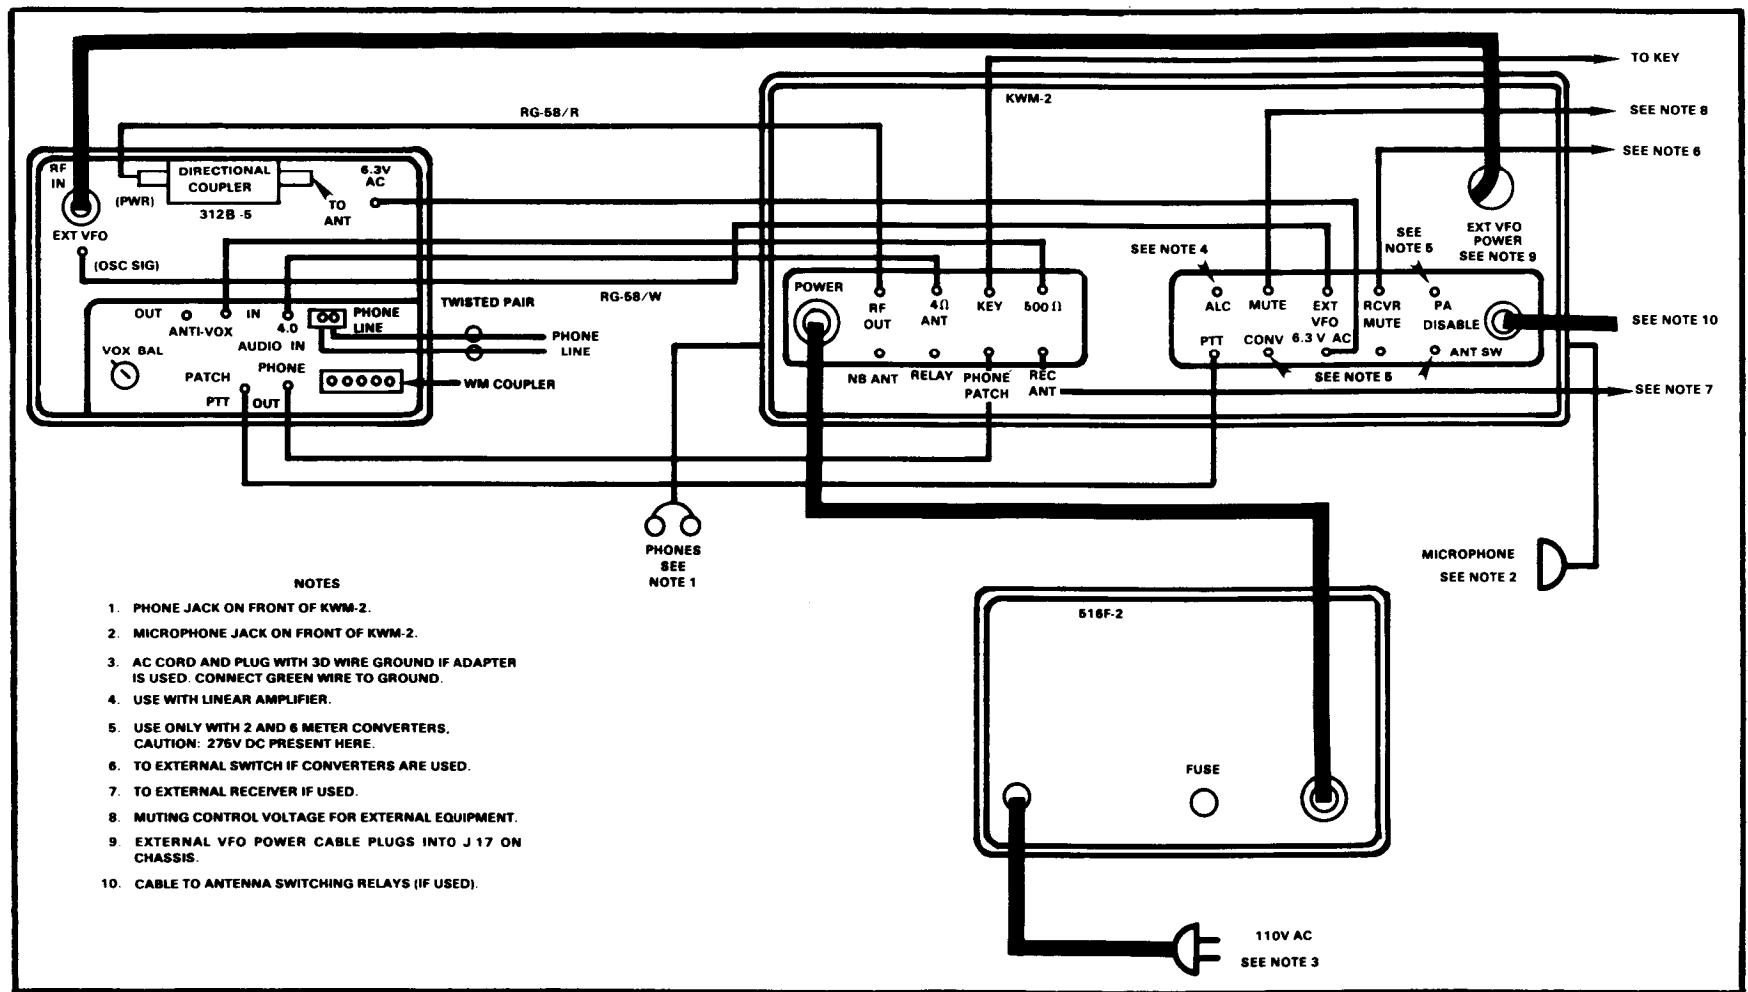 TO KEY
KWM-2
SEE NOTE 8
RG-58/R
SEE NOTE 6
RF
IN
DIRECTIONAL
COUPLER
6.3V
AC
(PWR)
TO
ANT
312B -5
EXT VFO
(OSC SIG)
SEE
NOTE 5
EXT VFO
POWER
SEE NOTE 9
SEE NOTE 4
RG-58/W
TWISTED PAIR
POWER
RF
OUT
4Ω
ANT
KEY
500Ω
ALC
MUTE
EXT
VFO
6.3 V AC
RCVR
MUTE
PA
DISABLE
SEE NOTE 10
OUT
ANTI-VOX
IN
4.0
AUDIO IN
PHONE
LINE
PHONE
LINE
VOX BAL
PTT
CONV
ANT SW
SEE NOTE 5
PATCH
PTT
PHONE
OUT
WM COUPLER
NB ANT
RELAY
PHONE
PATCH
REC
ANT
SEE NOTE 7
PHONES
SEE
NOTE 1
MICROPHONE
SEE NOTE 2
NOTES
1. PHONE JACK ON FRONT OF KWM-2.
2. MICROPHONE JACK ON FRONT OF KWM-2.
3. AC CORD AND PLUG WITH 3D WIRE GROUND IF ADAPTER
IS USED. CONNECT GREEN WIRE TO GROUND.
4. USE WITH LINEAR AMPLIFIER.
5. USE ONLY WITH 2 AND 6 METER CONVERTERS,
CAUTION: 275V DC PRESENT HERE.
6. TO EXTERNAL SWITCH IF CONVERTERS ARE USED.
7. TO EXTERNAL RECEIVER IF USED.
8. MUTING CONTROL VOLTAGE FOR EXTERNAL EQUIPMENT.
9. EXTERNAL VFO POWER CABLE PLUGS INTO J 17 ON
CHASSIS.
10. CABLE TO ANTENNA SWITCHING RELAYS (IF USED).
516F-2
FUSE
110V AC
SEE NOTE 3